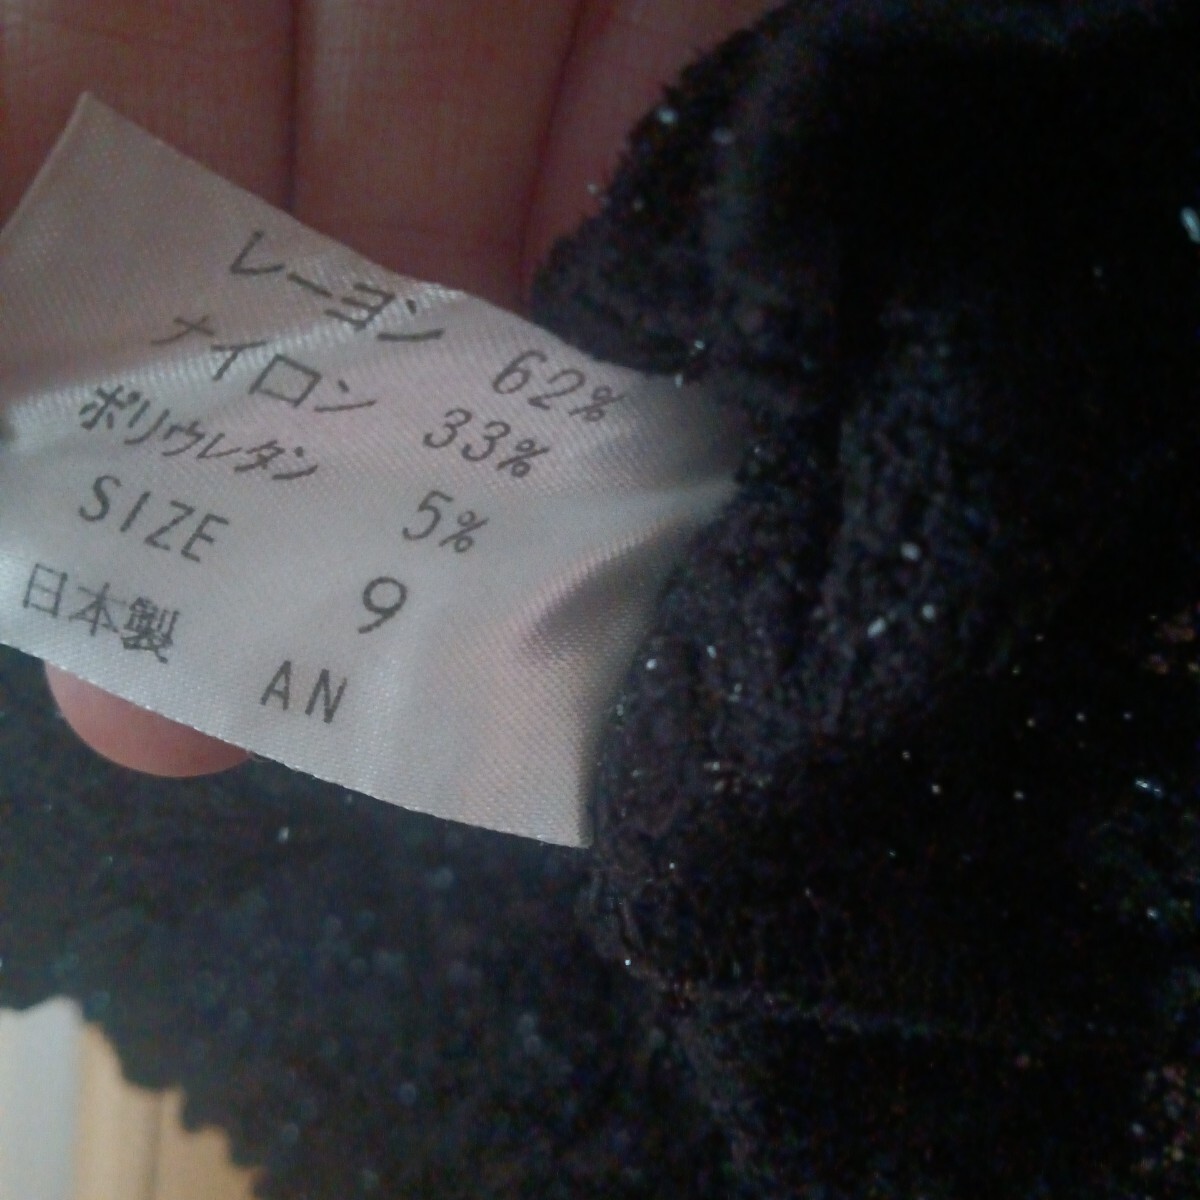 レーヨン 62%
ナイロン 33%
ポリウレタン 5%
SIZE 9
日本製 AN